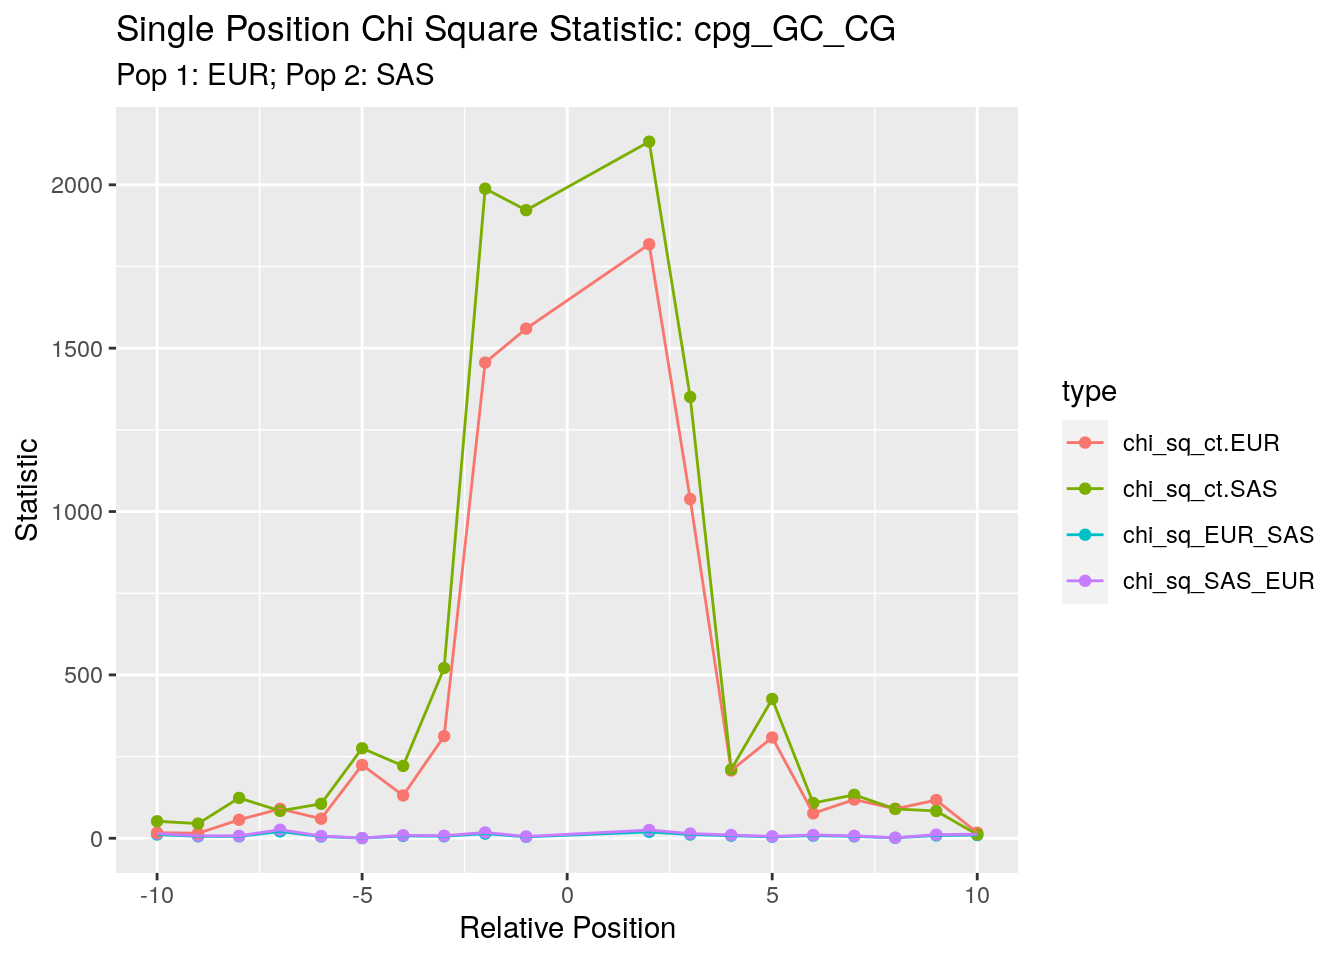 Single Position Chi Square Statistic: cpg_GC_CG
Pop 1: EUR; Pop 2: SAS
Statistic
2000
1500
1000
500
0
-10
-5
0
5
10
Relative Position
type
chi_sq_ct.EUR
chi_sq_ct.SAS
chi_sq_EUR_SAS
chi_sq_SAS_EUR